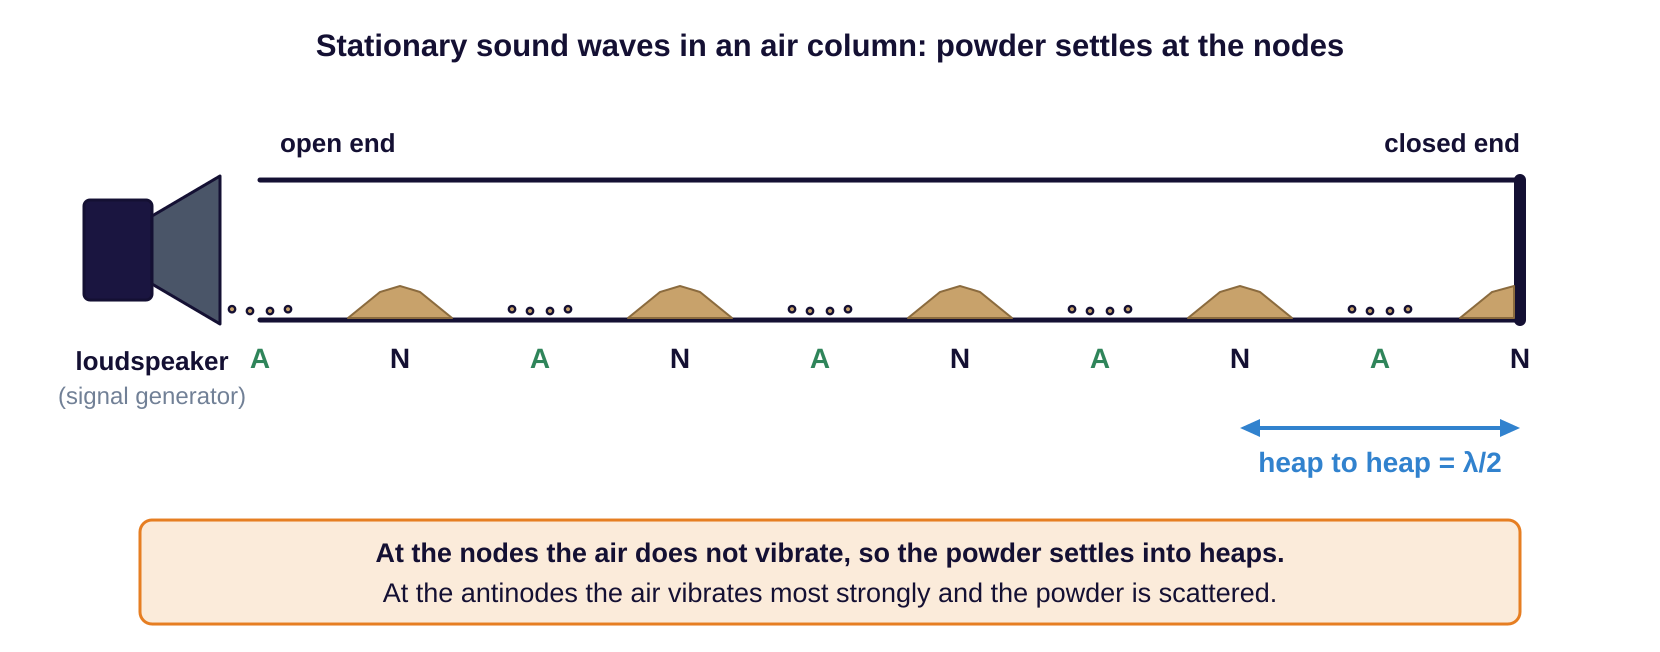 Stationary sound waves in an air column: powder settles at the nodes
open end closed end
loudspeaker A N A N A N A N A N
(signal generator)
heap to heap = λ/2
At the nodes the air does not vibrate, so the powder settles into heaps.
At the antinodes the air vibrates most strongly and the powder is scattered.